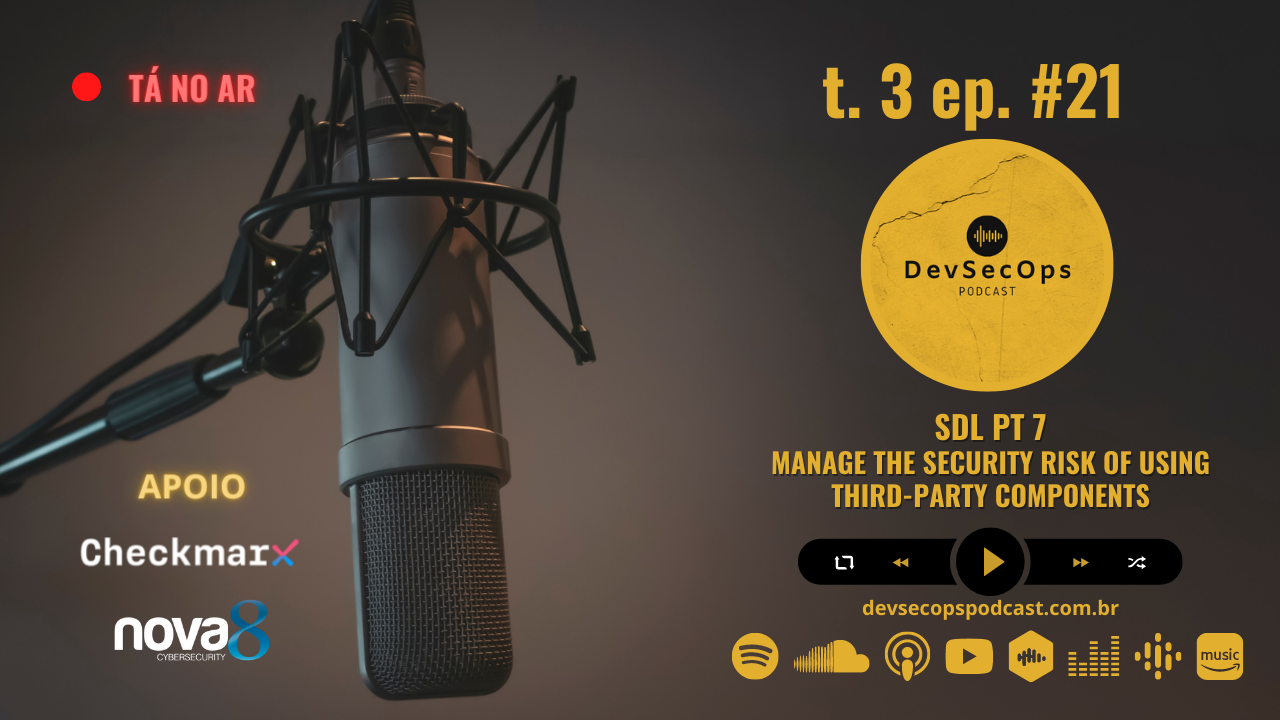 TÁ NO AR
t. 3 ep. #21
DevSecOps
PODCAST
SDL PT 7
MANAGE THE SECURITY RISK OF USING
THIRD-PARTY COMPONENTS
APOIO
Checkmarx
nova8
CYBERSECURITY
devsecopspodcast.com.br
music